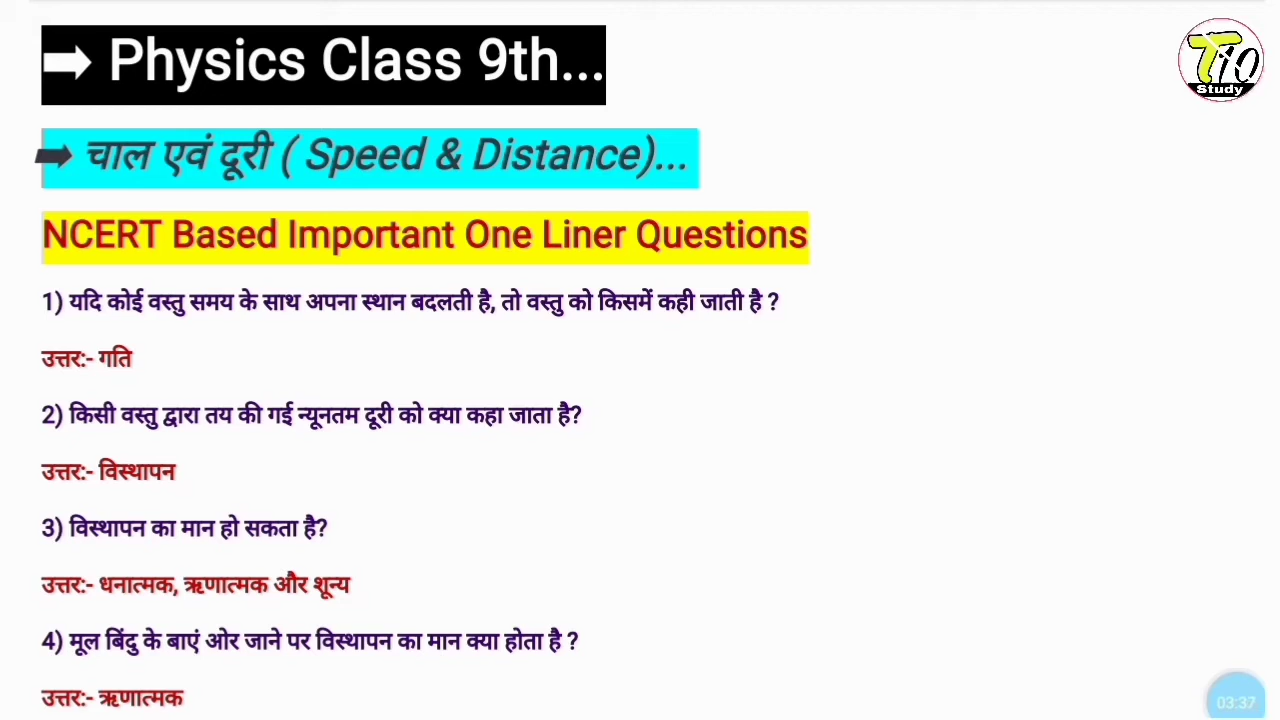 ➡ Physics Class 9th...
T10
Study
➡ चाल एवं दूरी ( Speed & Distance)...
NCERT Based Important One Liner Questions
1) यदि कोई वस्तु समय के साथ अपना स्थान बदलती है, तो वस्तु को किसमें कही जाती है ?
उत्तर:- गति
2) किसी वस्तु द्वारा तय की गई न्यूनतम दूरी को क्या कहा जाता है?
उत्तर:- विस्थापन
3) विस्थापन का मान हो सकता है?
उत्तर:- धनात्मक, ऋणात्मक और शून्य
4) मूल बिंदु के बाएं ओर जाने पर विस्थापन का मान क्या होता है ?
उत्तर:- ऋणात्मक
03:37